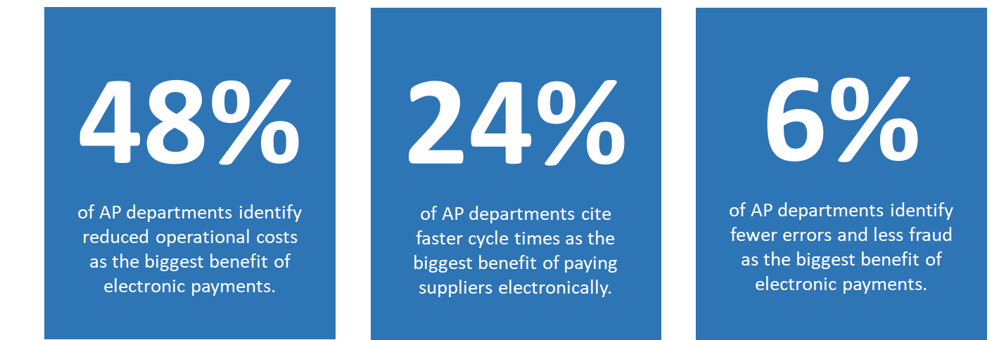 48%
of AP departments identify
reduced operational costs
as the biggest benefit of
electronic payments.
24%
of AP departments cite
faster cycle times as the
biggest benefit of paying
suppliers electronically.
6%
of AP departments identify
fewer errors and less fraud
as the biggest benefit of
electronic payments.